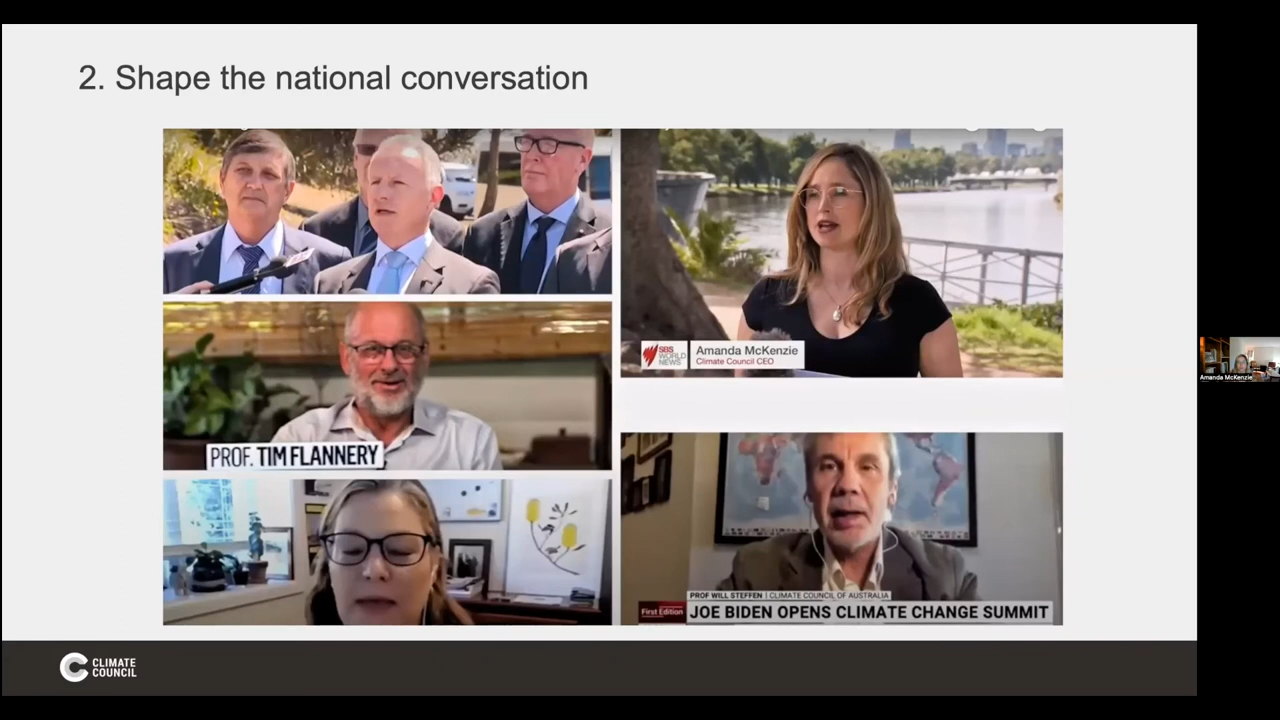 2. Shape the national conversation
SBS
WORLD
NEWS
Amanda McKenzie
Climate Council CEO
PROF. TIM FLANNERY
PROF WILL STEFFEN | CLIMATE COUNCIL OF AUSTRALIA
First Edition
JOE BIDEN OPENS CLIMATE CHANGE SUMMIT
CLIMATE
COUNCIL
Amanda McKenzie